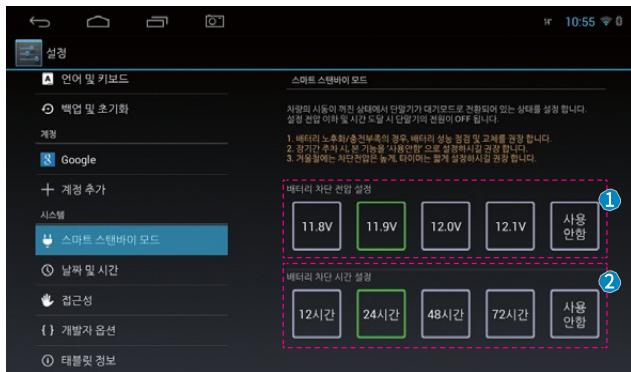 10:55
설정
언어 및 키보드
백업 및 초기화
계정
Google
계정 추가
시스템
스마트 스탠바이 모드
날짜 및 시간
접근성
{ } 개발자 옵션
태블릿 정보
스마트 스탠바이 모드
차량의 시동이 꺼진 상태에서 단말기가 대기모드로 전환되어 있는 상태를 설정 합니다.
설정 전압 이하 및 시간 도달 시 단말기의 전원이 OFF 됩니다.
1. 배터리 노후화/충전부족의 경우, 배터리 성능 점검 및 교체를 권장 합니다.
2. 장기간 주차 시, 본 기능을 '사용안함' 으로 설정하시길 권장 합니다.
3. 겨울철에는 차단전압은 높게, 타이머는 짧게 설정하시길 권장 합니다.
배터리 차단 전압 설정
1
11.8V 11.9V 12.0V 12.1V 사용
안함
배터리 차단 시간 설정
2
12시간 24시간 48시간 72시간 사용
안함